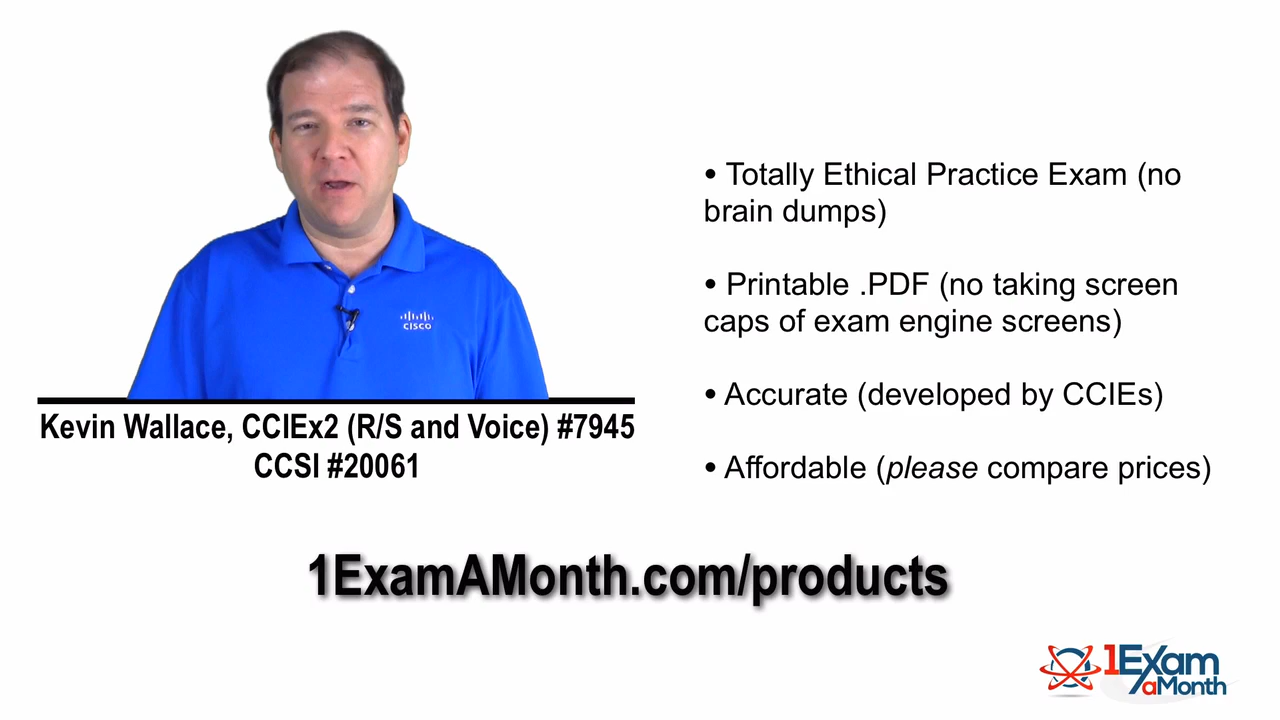 • Totally Ethical Practice Exam (no
brain dumps)
• Printable .PDF (no taking screen
caps of exam engine screens)
• Accurate (developed by CCIEs)
• Affordable (please compare prices)
cisco
Kevin Wallace, CCIEx2 (R/S and Voice) #7945
CCSI #20061
1ExamAMonth.com/products
1Exam
aMonth